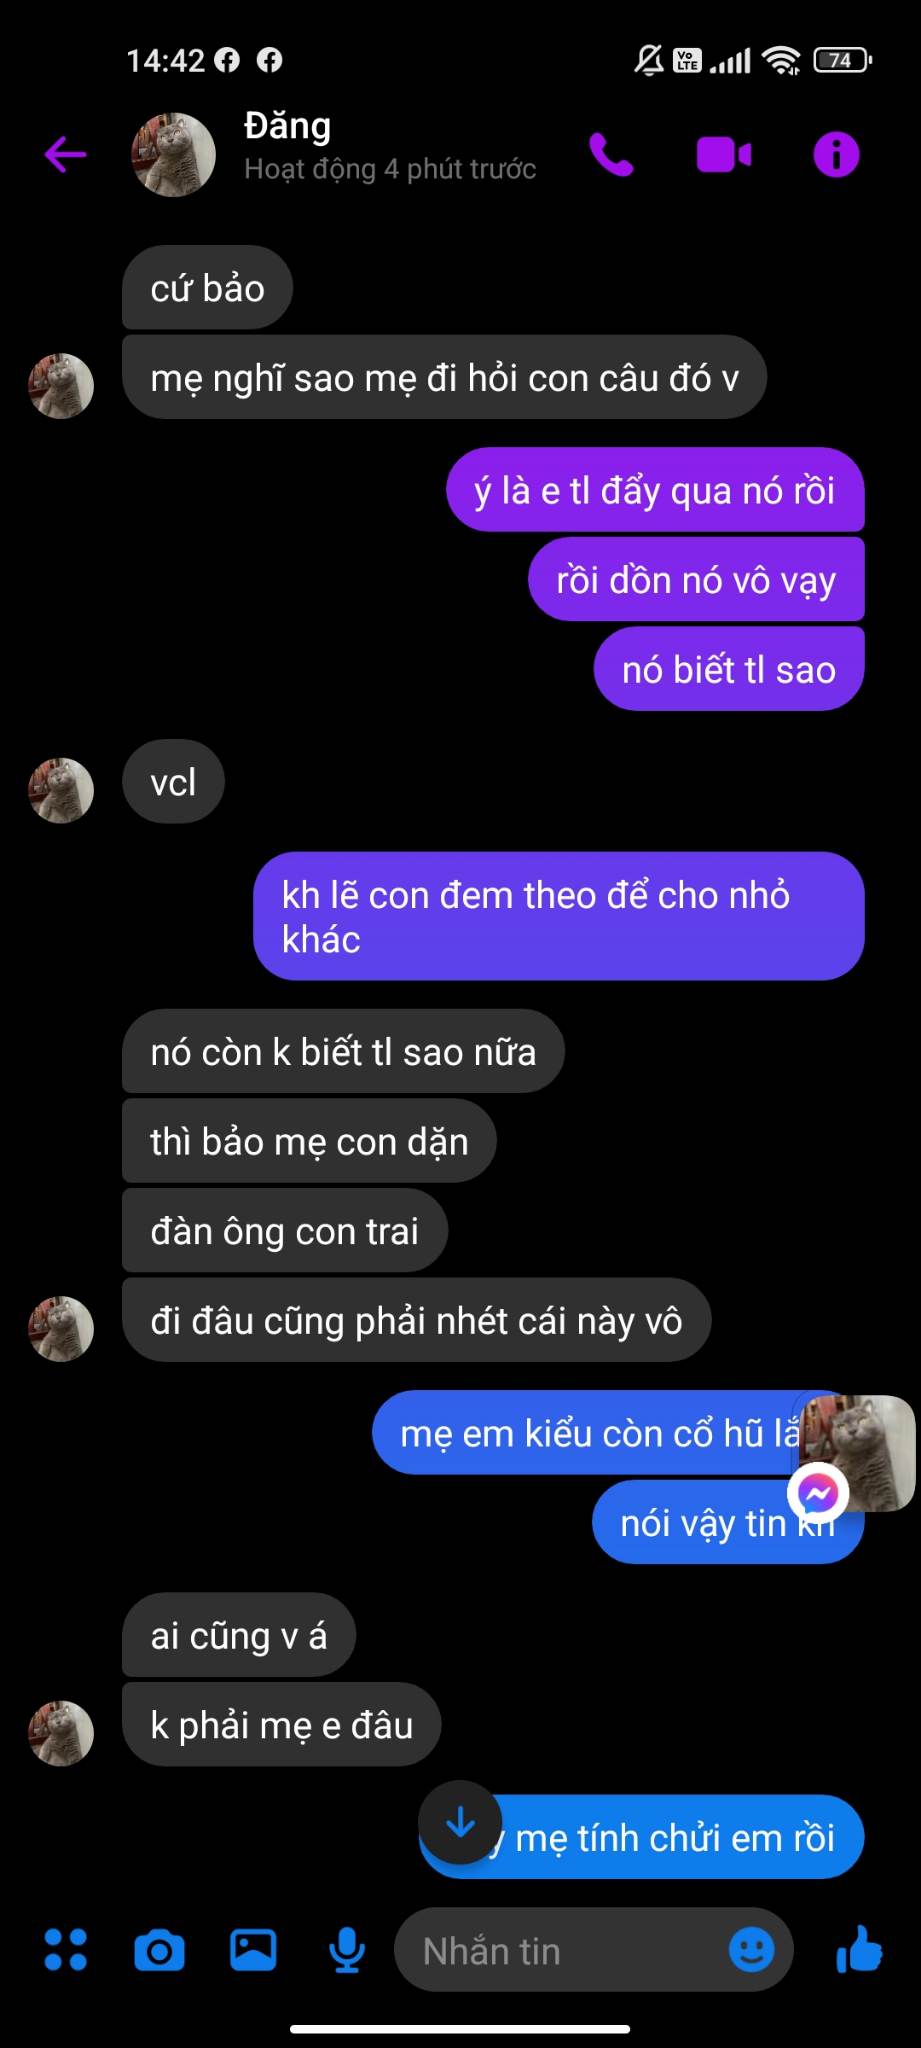 14:42
Vo
LTE
74
Đăng
Hoạt động 4 phút trước
cứ bảo
mẹ nghĩ sao mẹ đi hỏi con câu đó v
ý là e tl đẩy qua nó rồi
rồi dồn nó vô vạy
nó biết tl sao
vcl
kh lẽ con đem theo để cho nhỏ
khác
nó còn k biết tl sao nữa
thì bảo mẹ con dặn
đàn ông con trai
đi đâu cũng phải nhét cái này vô
mẹ em kiểu còn cổ hũ lắ
nói vậy tin kh
ai cũng v á
k phải mẹ e đâu
mẹ tính chửi em rồi
Nhắn tin